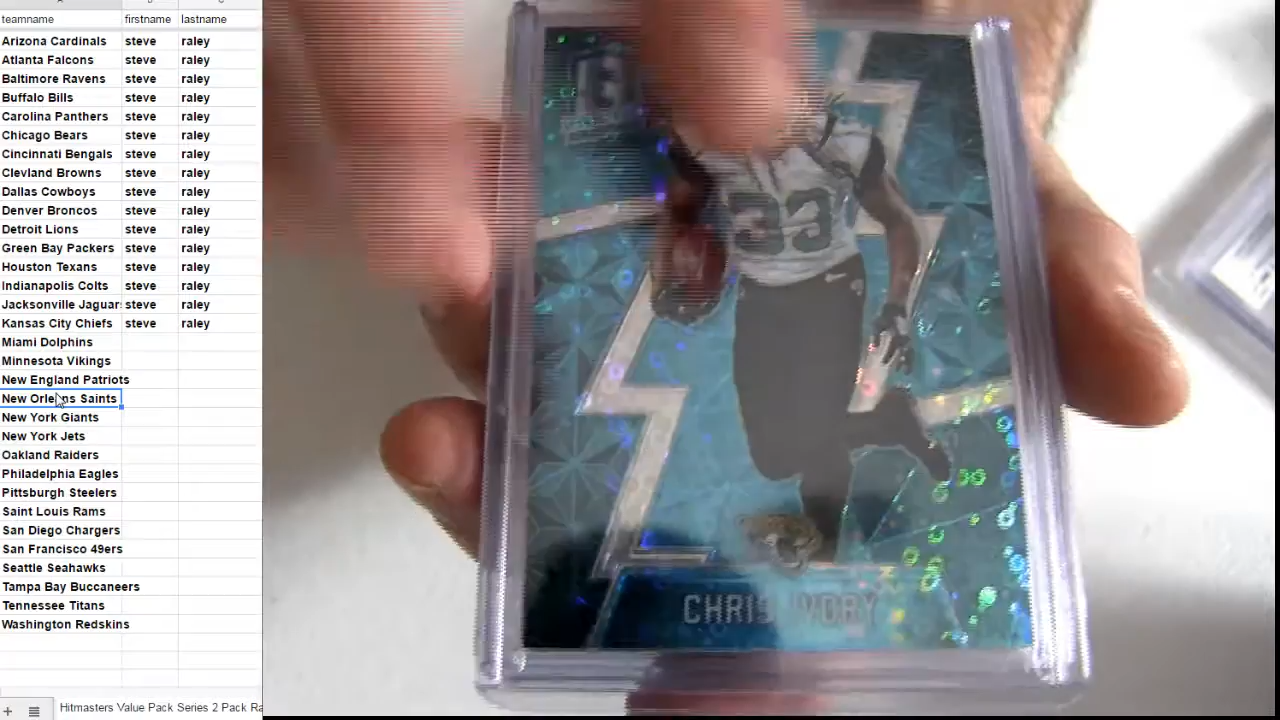 teamname firstname lastname
Arizona Cardinals steve raley
Atlanta Falcons steve raley
Baltimore Ravens steve raley
Buffalo Bills steve raley
Carolina Panthers steve raley
Chicago Bears steve raley
Cincinnati Bengals steve raley
Clevland Browns steve raley
Dallas Cowboys steve raley
Denver Broncos steve raley
Detroit Lions steve raley
Green Bay Packers steve raley
Houston Texans steve raley
Indianapolis Colts steve raley
Jacksonville Jaguar steve raley
Kansas City Chiefs steve raley
Miami Dolphins
Minnesota Vikings
New England Patriots
New Orleans Saints
New York Giants
New York Jets
Oakland Raiders
Philadelphia Eagles
Pittsburgh Steelers
Saint Louis Rams
San Diego Chargers
San Francisco 49ers
Seattle Seahawks
Tampa Bay Buccaneers
Tennessee Titans
Washington Redskins
Hitmasters Value Pack Series 2 Pack Ra
33
CHRIS IVORY